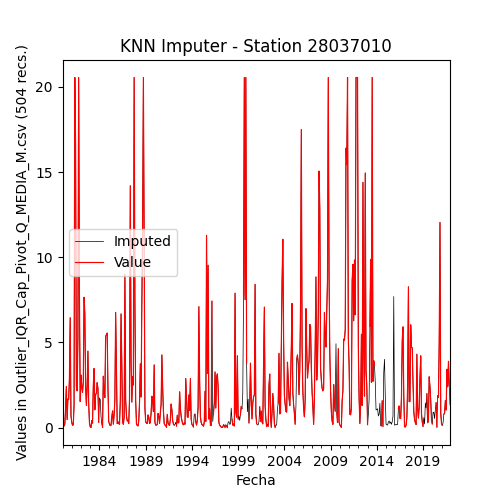 KNN Imputer - Station 28037010
Values in Outlier_IQR_Cap_Pivot_Q_MEDIA_M.csv (504 recs.)
20
15
10
5
0
Imputed
Value
1984 1989 1994 1999 2004 2009 2014 2019
Fecha